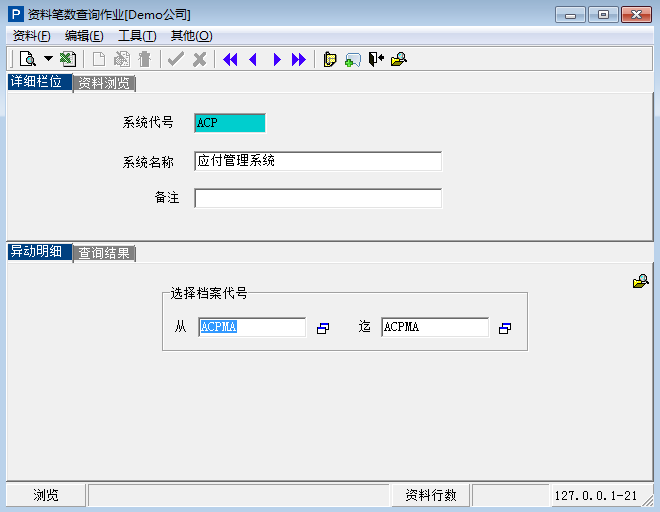 资料笔数查询作业[Demo公司]
资料(F) 编辑(E) 工具(T) 其他(O)
详细栏位 资料浏览
系统代号 ACP
系统名称 应付管理系统
备注
异动明细 查询结果
选择档案代号
从 ACPMA 迄 ACPMA
浏览 资料行数 127.0.0.1-21